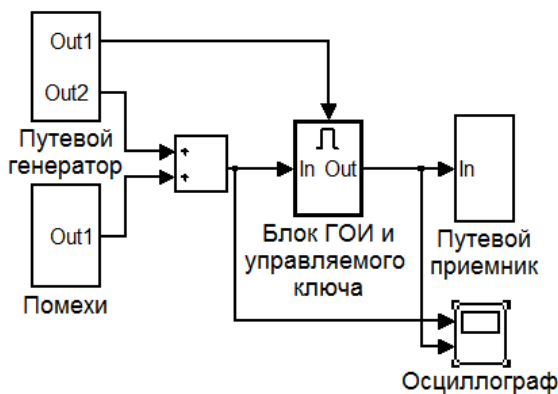 Out1
Out2
Путевой
генератор
+
+
In Out
In
Блок ГОИ и
управляемого
ключа
Путевой
приемник
Out1
Помехи
Осциллограф